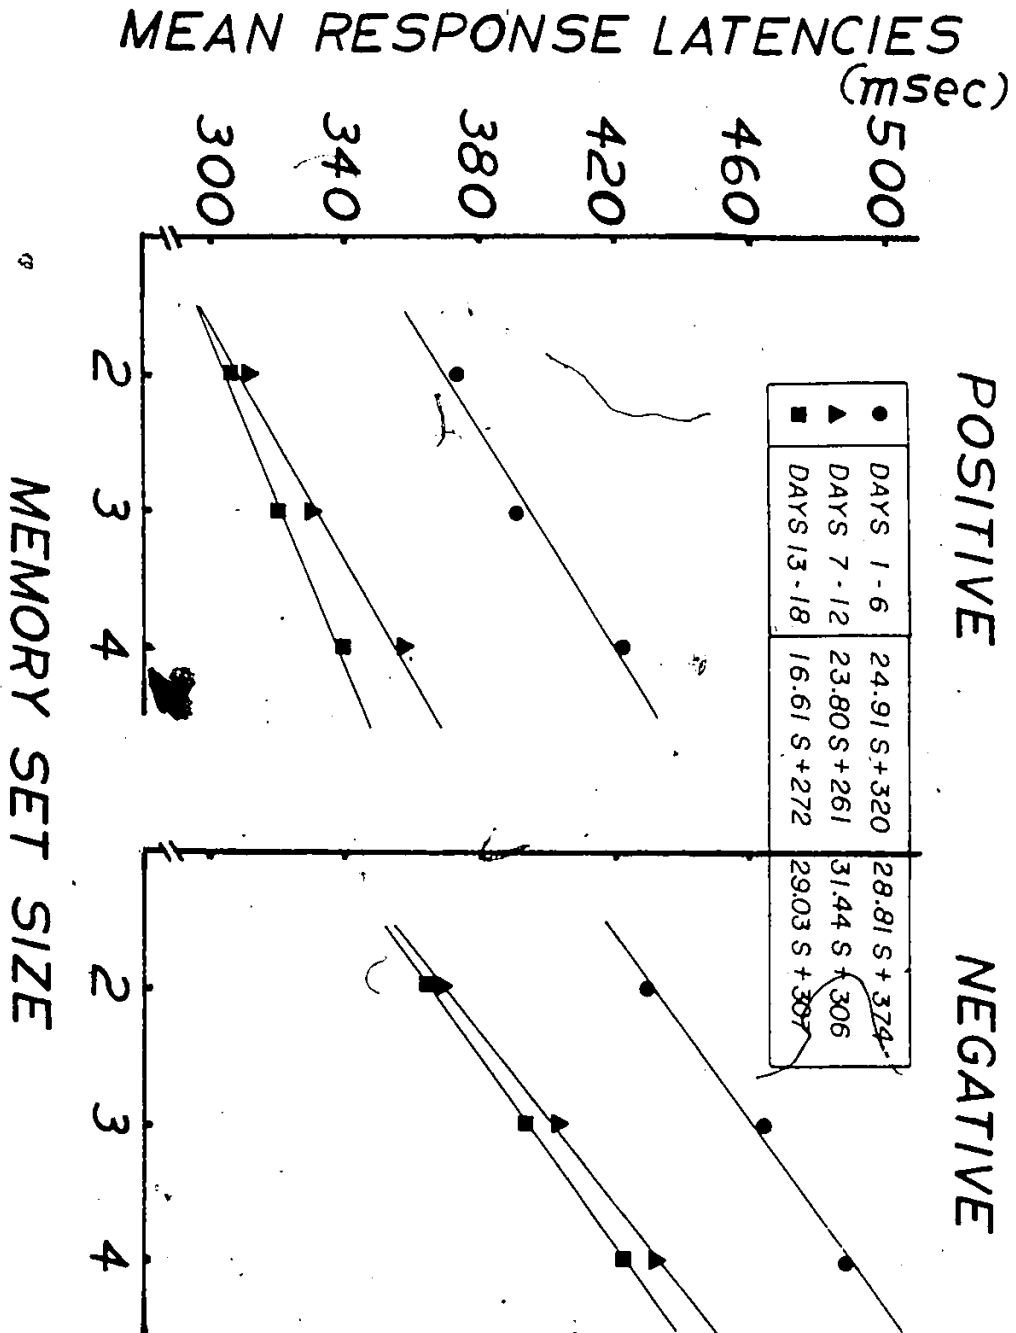 MEAN RESPONSE LATENCIES
(msec)
500
460
420
380
340
300
POSITIVE
NEGATIVE
● DAYS 1-6 24.91 S+320 28.81 S + 374
▼ DAYS 7-12 23.80 S+261 31.44 S + 306
■ DAYS 13-18 16.61 S+272 29.03 S + 307
2 3 4
2 3 4
MEMORY SET SIZE